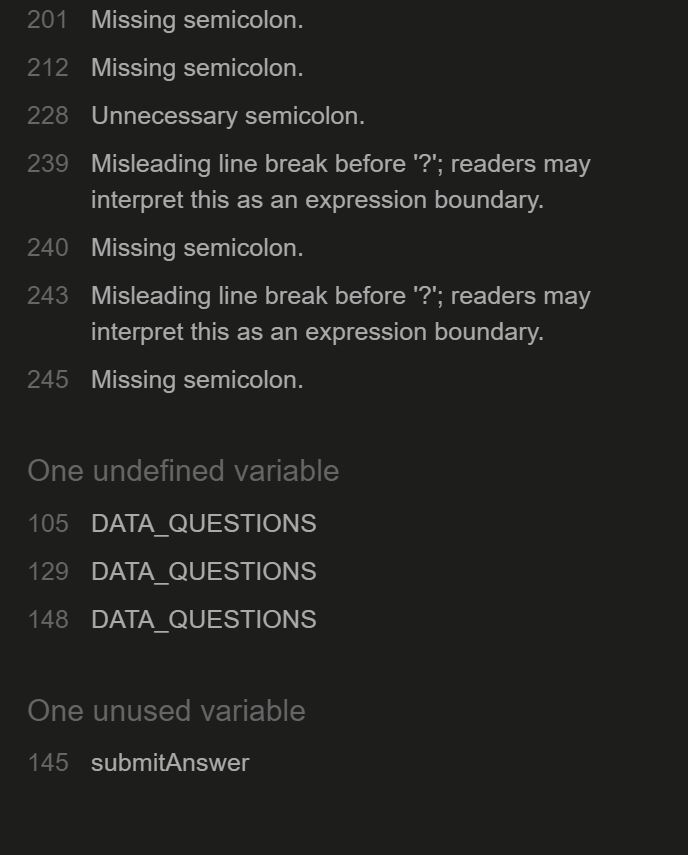 201 Missing semicolon.
212 Missing semicolon.
228 Unnecessary semicolon.
239 Misleading line break before '?'; readers may
interpret this as an expression boundary.
240 Missing semicolon.
243 Misleading line break before '?'; readers may
interpret this as an expression boundary.
245 Missing semicolon.
One undefined variable
105 DATA_QUESTIONS
129 DATA_QUESTIONS
148 DATA_QUESTIONS
One unused variable
145 submitAnswer